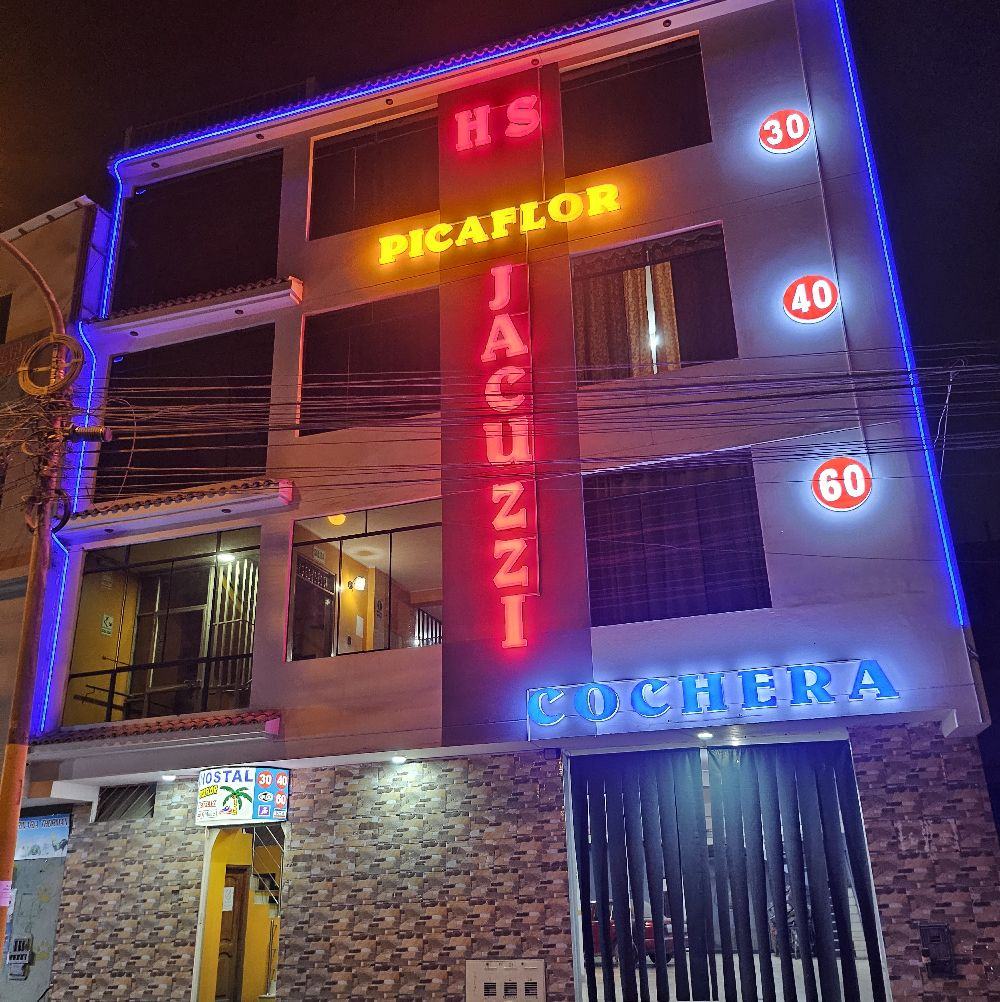 HS
30
PICAFLOR
JACUZZI
40
60
COCHERA
HOSTAL
30 40
60